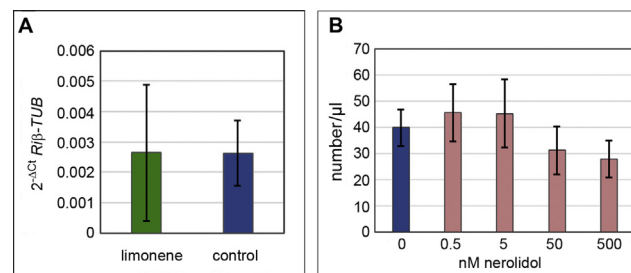 A
2-ΔCt Riβ-TUB
0.006
0.005
0.004
0.003
0.002
0.001
0
limonene control
B
number/µl
70
60
50
40
30
20
10
0
0 0.5 5 50 500
nM nerolidol